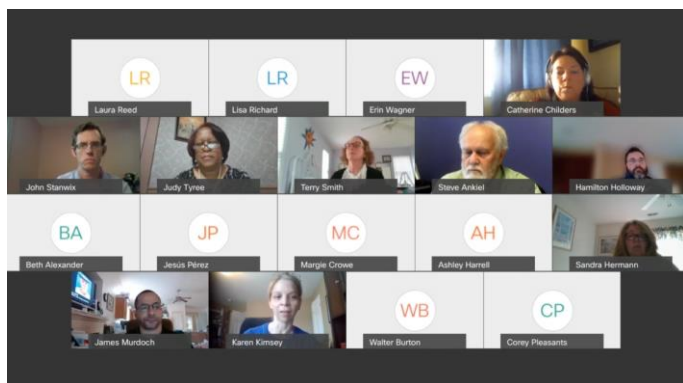 LR
Laura Reed
LR
Lisa Richard
EW
Erin Wagner
Catherine Childers
John Stanwix
Judy Tyree
Terry Smith
Steve Ankiel
Hamilton Holloway
BA
Beth Alexander
JP
Jesús Pérez
MC
Margie Crowe
AH
Ashley Harrell
Sandra Hermann
James Murdoch
Karen Kimsey
WB
Walter Burton
CP
Corey Pleasants